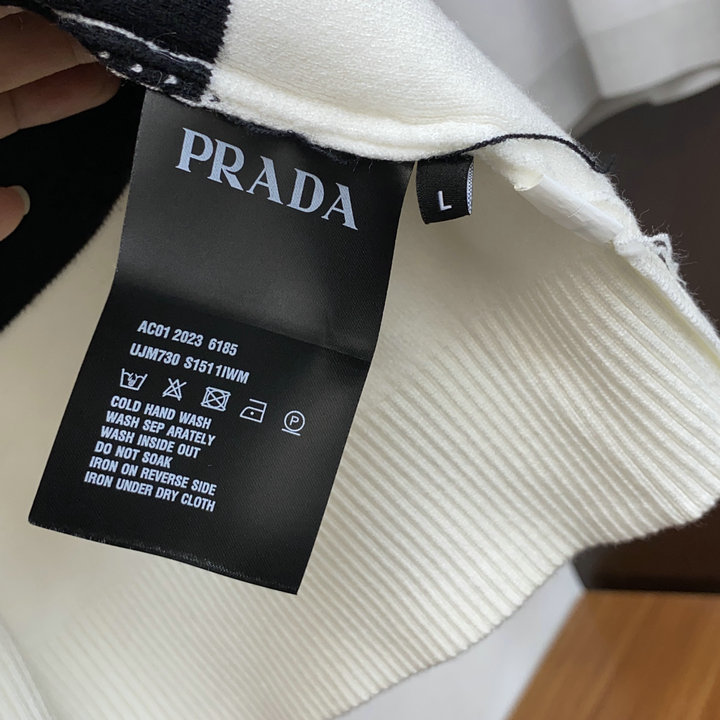 PRADA
L
AC01 2023 6185
UJM730 S1511IWM
P
COLD HAND WASH
WASH SEP ARATELY
WASH INSIDE OUT
DO NOT SOAK
IRON ON REVERSE SIDE
IRON UNDER DRY CLOTH